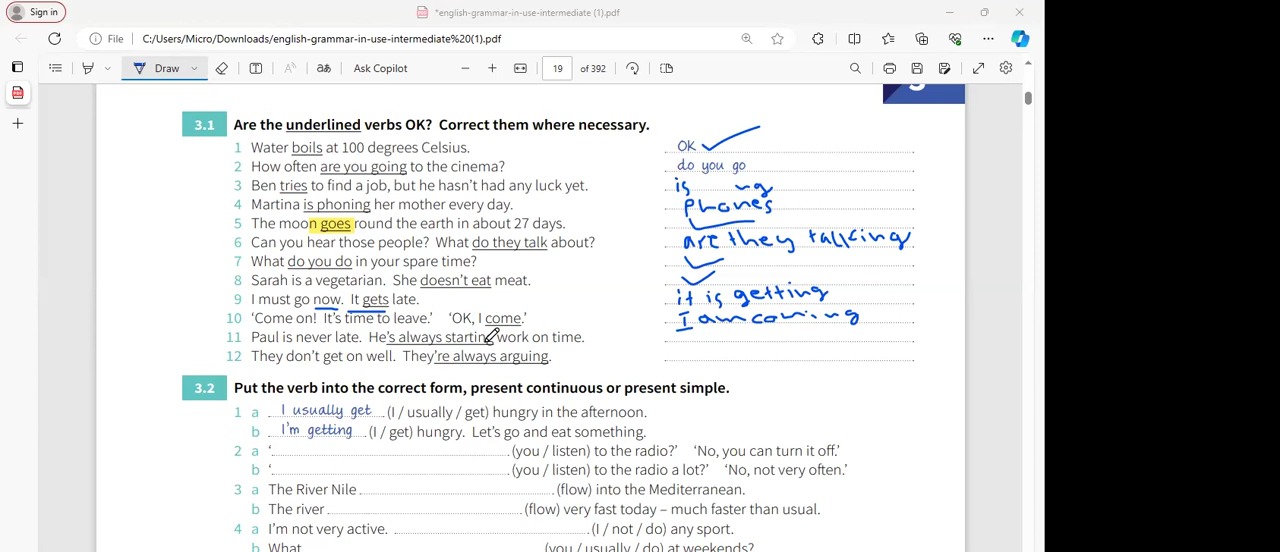 Sign in
*english-grammar-in-use-intermediate (1).pdf
File C:/Users/Micro/Downloads/english-grammar-in-use-intermediate%20(1).pdf
Draw Ask Copilot 19 of 392
3.1 Are the underlined verbs OK? Correct them where necessary.
1 Water boils at 100 degrees Celsius. OK
2 How often are you going to the cinema? do you go
3 Ben tries to find a job, but he hasn't had any luck yet. is ng
4 Martina is phoning her mother every day. phones
5 The moon goes round the earth in about 27 days.
6 Can you hear those people? What do they talk about? are they talking
7 What do you do in your spare time?
8 Sarah is a vegetarian. She doesn't eat meat.
9 I must go now. It gets late. it is getting
10 'Come on! It's time to leave.' 'OK, I come.' I am coming
11 Paul is never late. He's always starting work on time.
12 They don't get on well. They're always arguing.
3.2 Put the verb into the correct form, present continuous or present simple.
1 a I usually get (I / usually / get) hungry in the afternoon.
b I'm getting (I / get) hungry. Let's go and eat something.
2 a ' (you / listen) to the radio?' 'No, you can turn it off.'
b ' (you / listen) to the radio a lot?' 'No, not very often.'
3 a The River Nile (flow) into the Mediterranean.
b The river (flow) very fast today – much faster than usual.
4 a I'm not very active. (I / not / do) any sport.
b What (you / usually / do) at weekends?